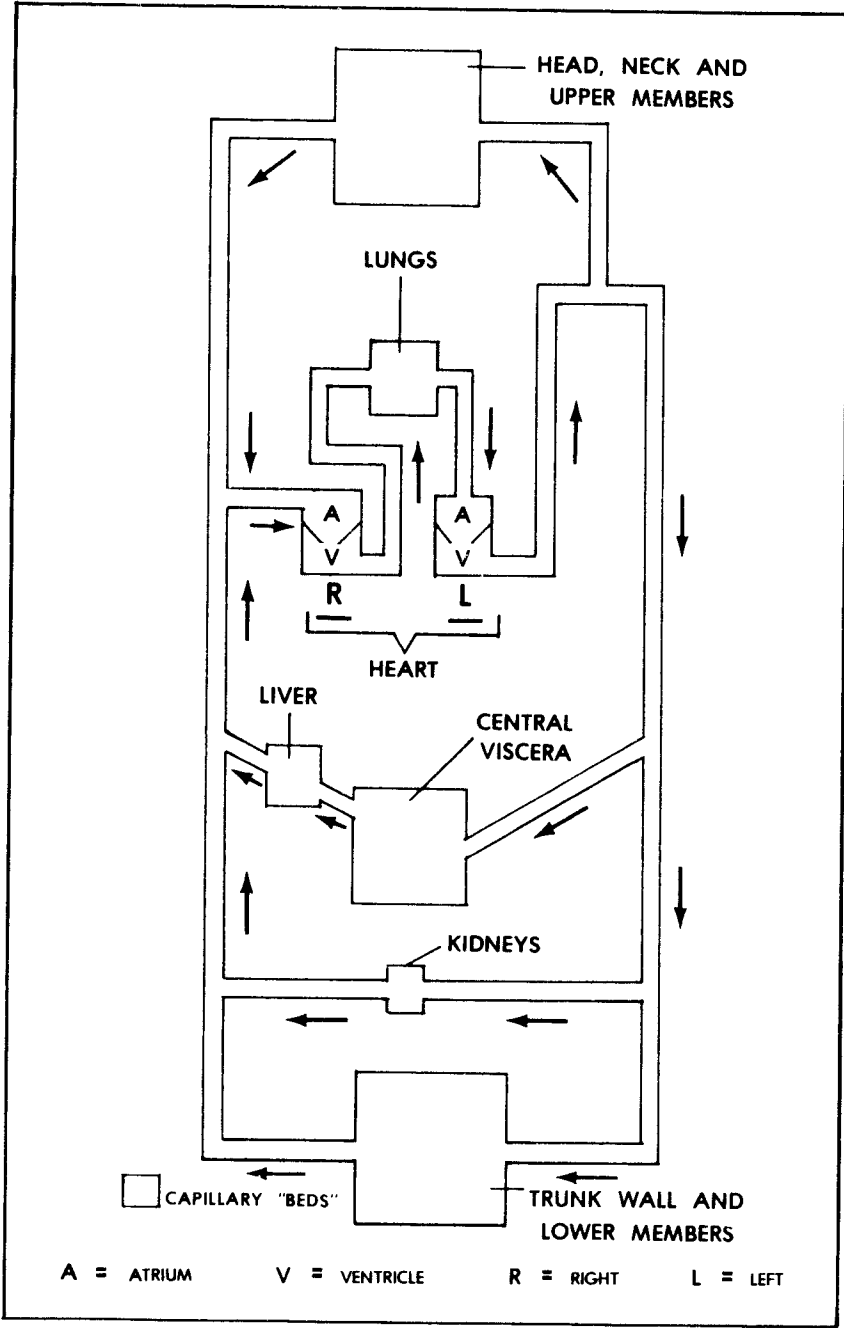 HEAD, NECK AND
UPPER MEMBERS
LUNGS
A
A
V
V
R
L
HEART
LIVER
CENTRAL
VISCERA
KIDNEYS
CAPILLARY "BEDS"
TRUNK WALL AND
LOWER MEMBERS
A = ATRIUM V = VENTRICLE R = RIGHT L = LEFT